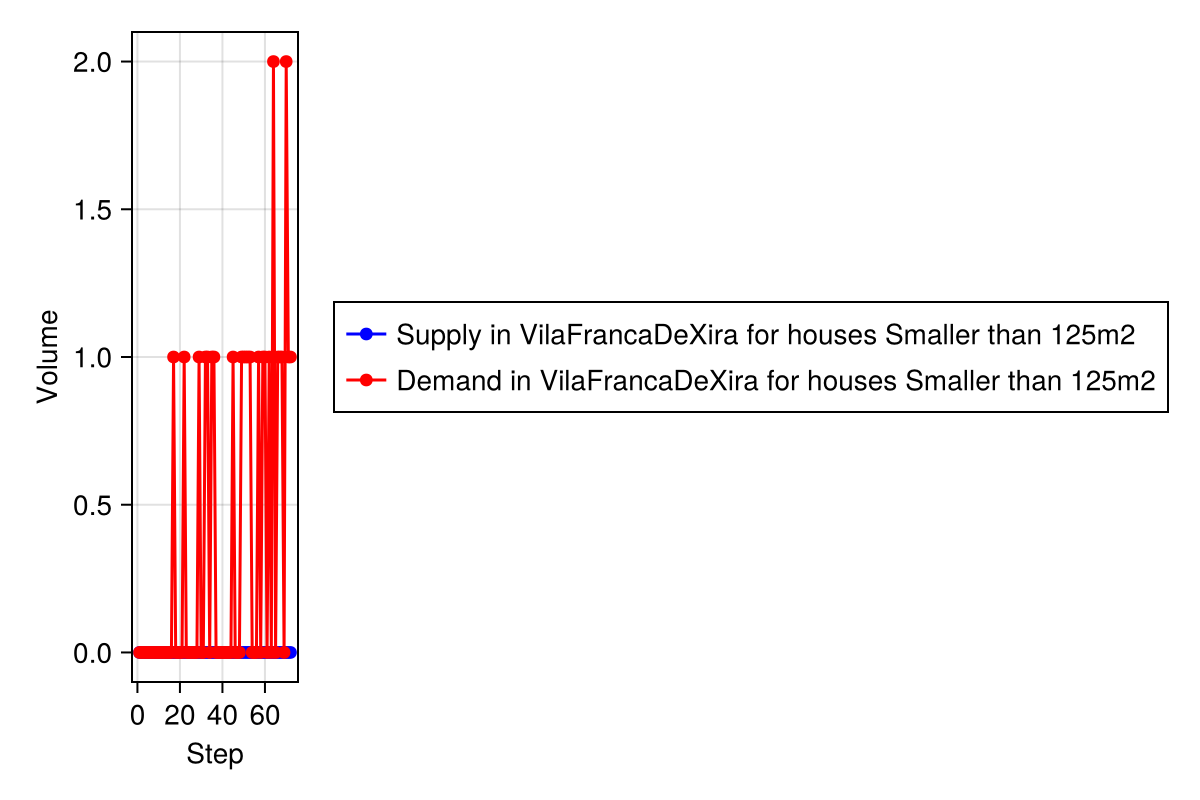 2.0
1.5
1.0
0.5
0.0
Volume
0 20 40 60
Step
Supply in VilaFrancaDeXira for houses Smaller than 125m2
Demand in VilaFrancaDeXira for houses Smaller than 125m2